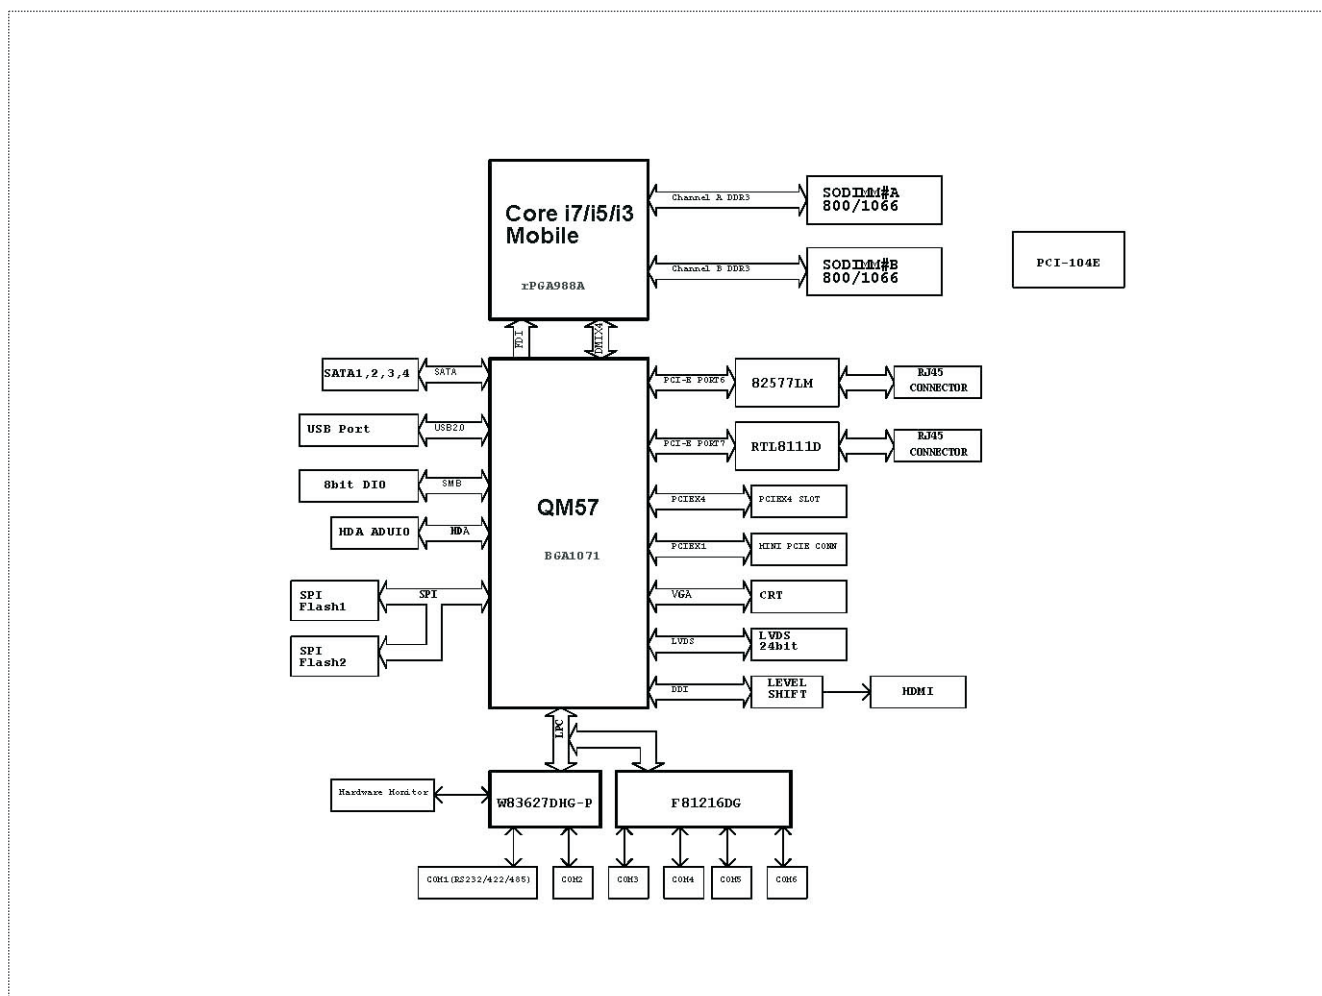 Core i7/i5/i3
Mobile
rPGA988A
Channel A DDR3
SODIMM#A
800/1066
Channel B DDR3
SODIMM#B
800/1066
PCI-104E
FDI
DMIX4
SATA1,2,3,4
SATA
USB Port
USB2.0
8bit DIO
SMB
HDA ADUIO
HDA
SPI
Flash1
SPI
SPI
Flash2
QM57
BGA1071
PCI-E PORT6
82577LM
RJ45
CONNECTOR
PCI-E PORT7
RTL8111D
RJ45
CONNECTOR
PCIEX4
PCIEX4 SLOT
PCIEX1
MINI PCIE CONN
VGA
CRT
LVDS
LVDS
24bit
DDI
LEVEL
SHIFT
HDMI
LPC
Hardware Monitor
W83627DHG-P
F81216DG
COM1(RS232/422/485)
COM2
COM3
COM4
COM5
COM6